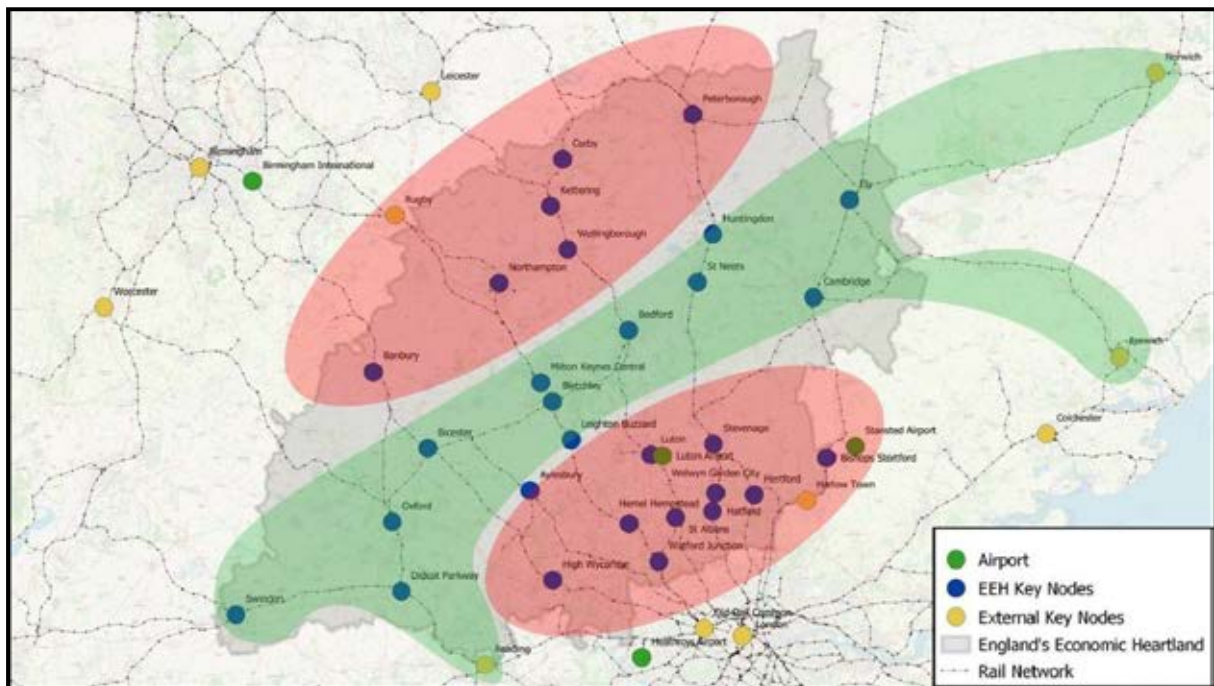 Norwich
Leicester
Peterborough
Birmingham
Birmingham International
Corby
Kettering
Ely
Rugby
Huntingdon
Wellingborough
Northampton
St Neots
Cambridge
Worcester
Bedford
Ipswich
Banbury
Milton Keynes Central
Bletchley
Colchester
Leighton Buzzard
Stevenage
Bicester
Luton
Stansted Airport
Luton Airport
Bishops Stortford
Welwyn Garden City
Aylesbury
Hertford
Harlow Town
Hemel Hempstead
Hatfield
Oxford
St Albans
Watford Junction
High Wycombe
Didcot Parkway
Swindon
Old Oak Common
London
Heathrow Airport
Reading
Airport
EEH Key Nodes
External Key Nodes
England's Economic Heartland
Rail Network